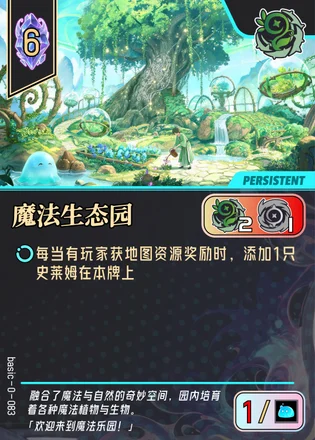 6
PERSISTENT
魔法生态园
2 1
每当有玩家获地图资源奖励时，添加1只
史莱姆在本牌上
basic-0-083
融合了魔法与自然的奇妙空间，园内培育
着各种魔法植物与生物。
「欢迎来到魔法乐园！」
1/